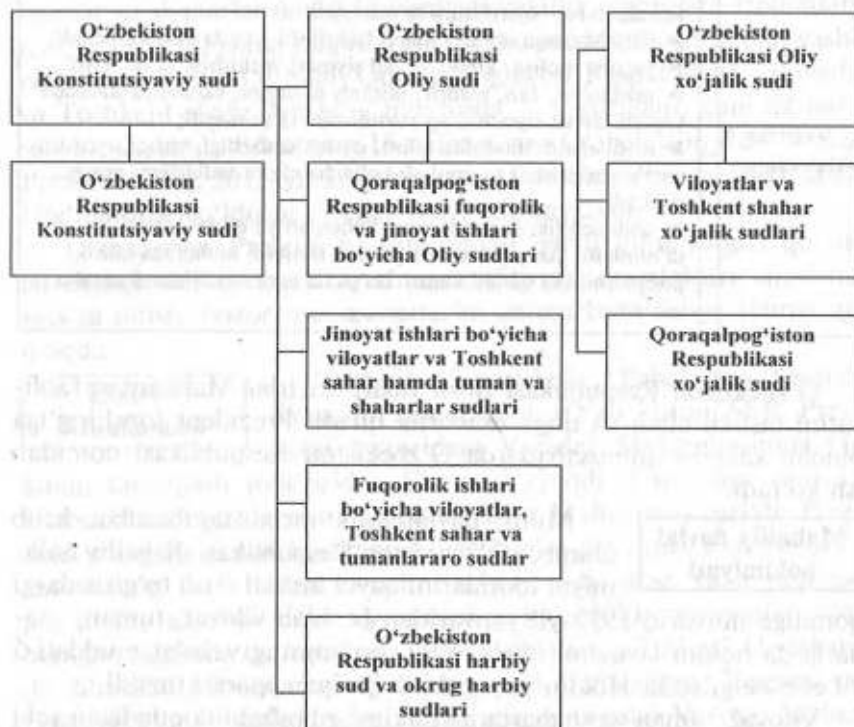 O‘zbekiston
Respublikasi
Konstitutsiyaviy sudi
O‘zbekiston
Respublikasi
Oliy sudi
O‘zbekiston
Respublikasi Oliy
xo‘jalik sudi
O‘zbekiston
Respublikasi
Konstitutsiyaviy sudi
Qoraqalpog‘iston
Respublikasi fuqorolik
va jinoyat ishlari
bo‘yicha Oliy sudlari
Viloyatlar va
Toshkent shahar
xo‘jalik sudlari
Jinoyat ishlari bo‘yicha
viloyatlar va Toshkent
sahar hamda tuman va
shaharlar sudlari
Qoraqalpog‘iston
Respublikasi
xo‘jalik sudi
Fuqorolik ishlari
bo‘yicha viloyatlar,
Toshkent sahar va
tumanlararo sudlar
O‘zbekiston
Respublikasi harbiy
sud va okrug harbiy
sudlari